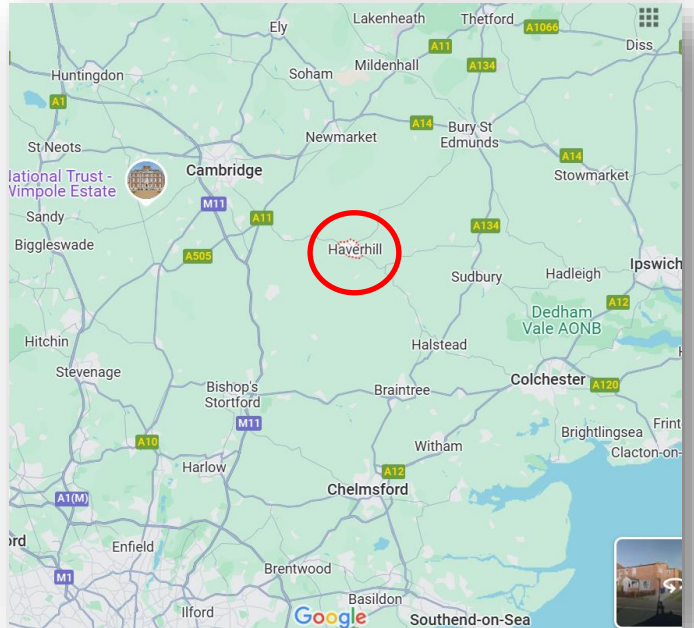 Lakenheath
Thetford
A1066
Ely
A11
Diss
Mildenhall
A134
Huntingdon
Soham
A1
A14
Bury St
Edmunds
Newmarket
St Neots
A14
Stowmarket
National Trust -
Wimpole Estate
Cambridge
M11
Sandy
A11
A134
Biggleswade
A505
Haverhill
Ipswich
Sudbury
Hadleigh
A12
Dedham
Vale AONB
Hitchin
Halstead
Stevenage
Bishop's
Stortford
Braintree
Colchester
A120
M11
Brightlingsea
Frint
A10
Witham
Clacton-on-
Harlow
A12
Chelmsford
A1(M)
ord
Enfield
M1
Brentwood
Basildon
Ilford
Google
Southend-on-Sea